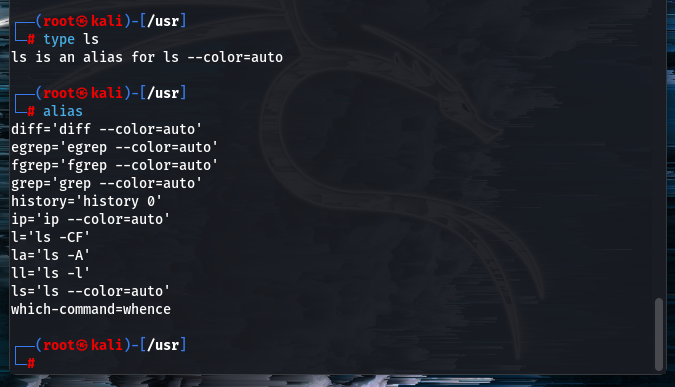 ┌──(root㉿kali)-[/usr]
└─# type ls
ls is an alias for ls --color=auto
┌──(root㉿kali)-[/usr]
└─# alias
diff='diff --color=auto'
egrep='egrep --color=auto'
fgrep='fgrep --color=auto'
grep='grep --color=auto'
history='history 0'
ip='ip --color=auto'
l='ls -CF'
la='ls -A'
ll='ls -l'
ls='ls --color=auto'
which-command=whence
┌──(root㉿kali)-[/usr]
└─#